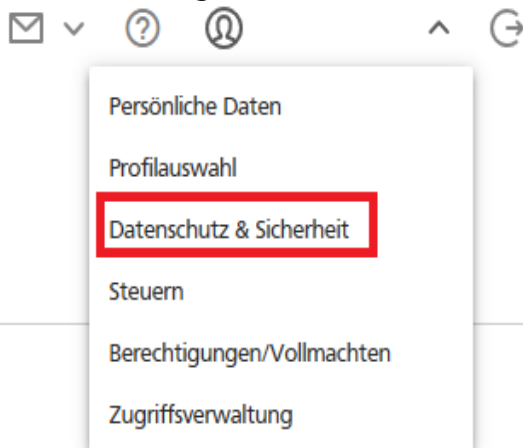 Persönliche Daten
Profilauswahl
Datenschutz & Sicherheit
Steuern
Berechtigungen/Vollmachten
Zugriffsverwaltung